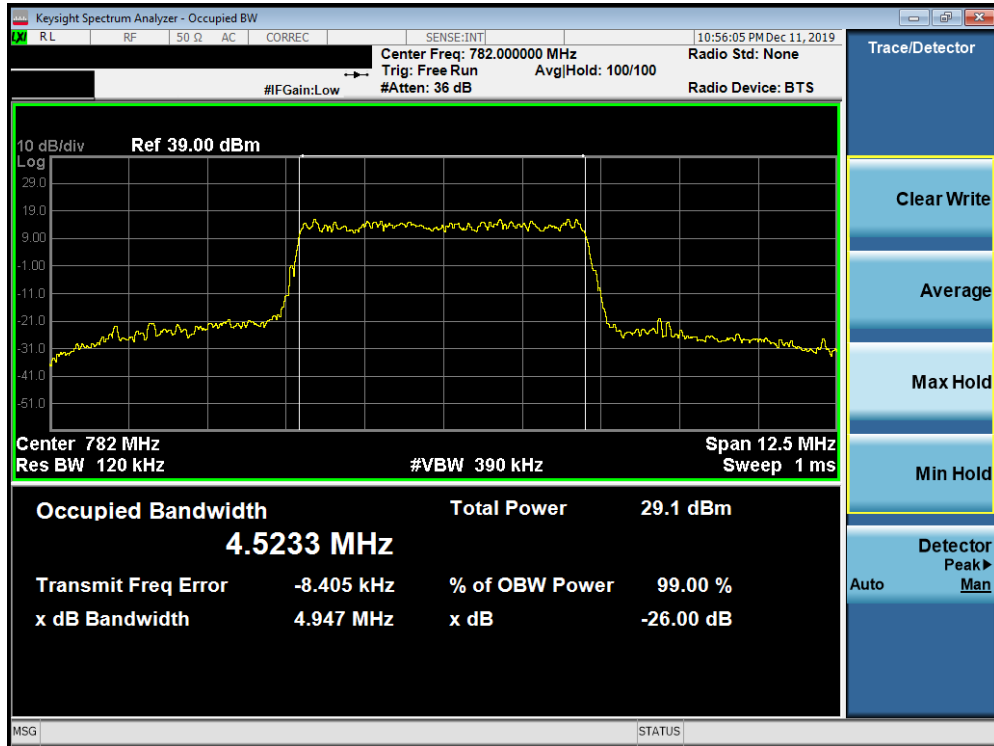 Keysight Spectrum Analyzer - Occupied BW
LXI RL RF 50 Ω AC CORREC SENSE:INT 10:56:05 PM Dec 11, 2019
Center Freq: 782.000000 MHz Radio Std: None
Trig: Free Run Avg|Hold: 100/100
#IFGain:Low #Atten: 36 dB Radio Device: BTS
10 dB/div Ref 39.00 dBm
Log
29.0
19.0
9.00
-1.00
-11.0
-21.0
-31.0
-41.0
-51.0
Center 782 MHz Span 12.5 MHz
Res BW 120 kHz #VBW 390 kHz Sweep 1 ms
Occupied Bandwidth Total Power 29.1 dBm
4.5233 MHz
Transmit Freq Error -8.405 kHz % of OBW Power 99.00 %
x dB Bandwidth 4.947 MHz x dB -26.00 dB
MSG STATUS
Trace/Detector
Clear Write
Average
Max Hold
Min Hold
Detector
Peak▶
Auto Man